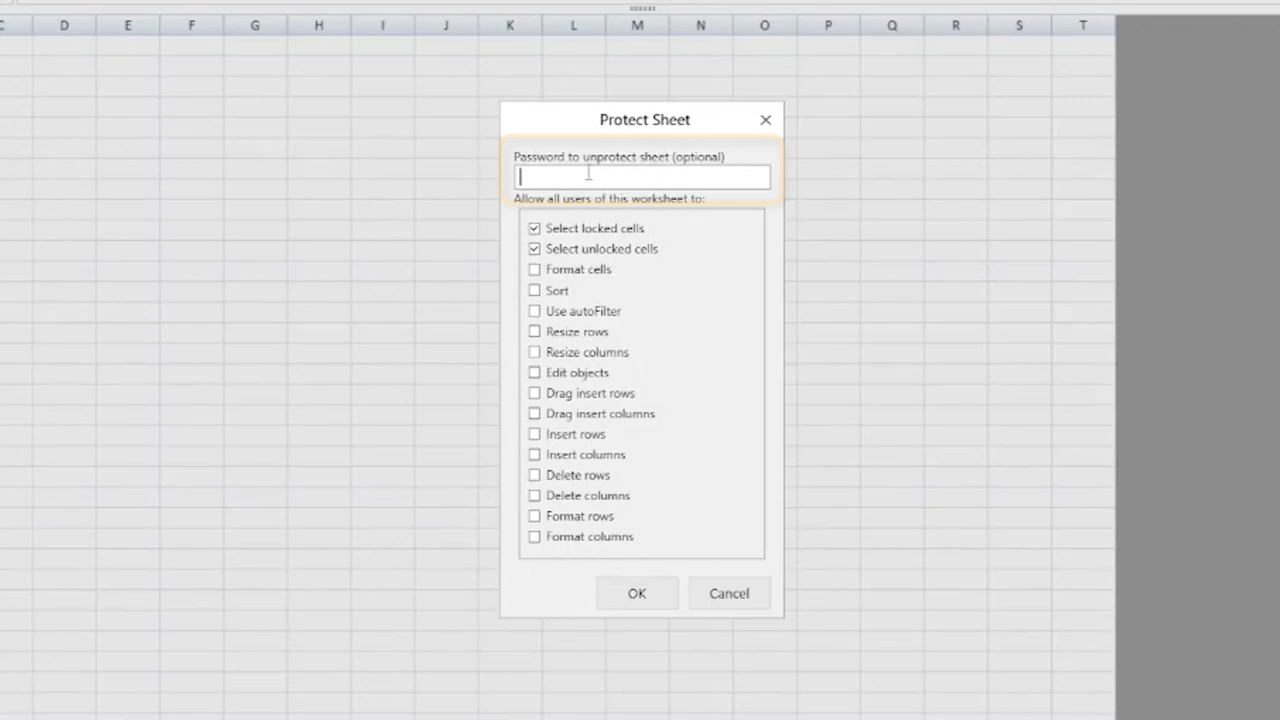 C D E F G H I J K L M N O P Q R S T
Protect Sheet
Password to unprotect sheet (optional)
Allow all users of this worksheet to:
Select locked cells
Select unlocked cells
Format cells
Sort
Use autoFilter
Resize rows
Resize columns
Edit objects
Drag insert rows
Drag insert columns
Insert rows
Insert columns
Delete rows
Delete columns
Format rows
Format columns
OK Cancel